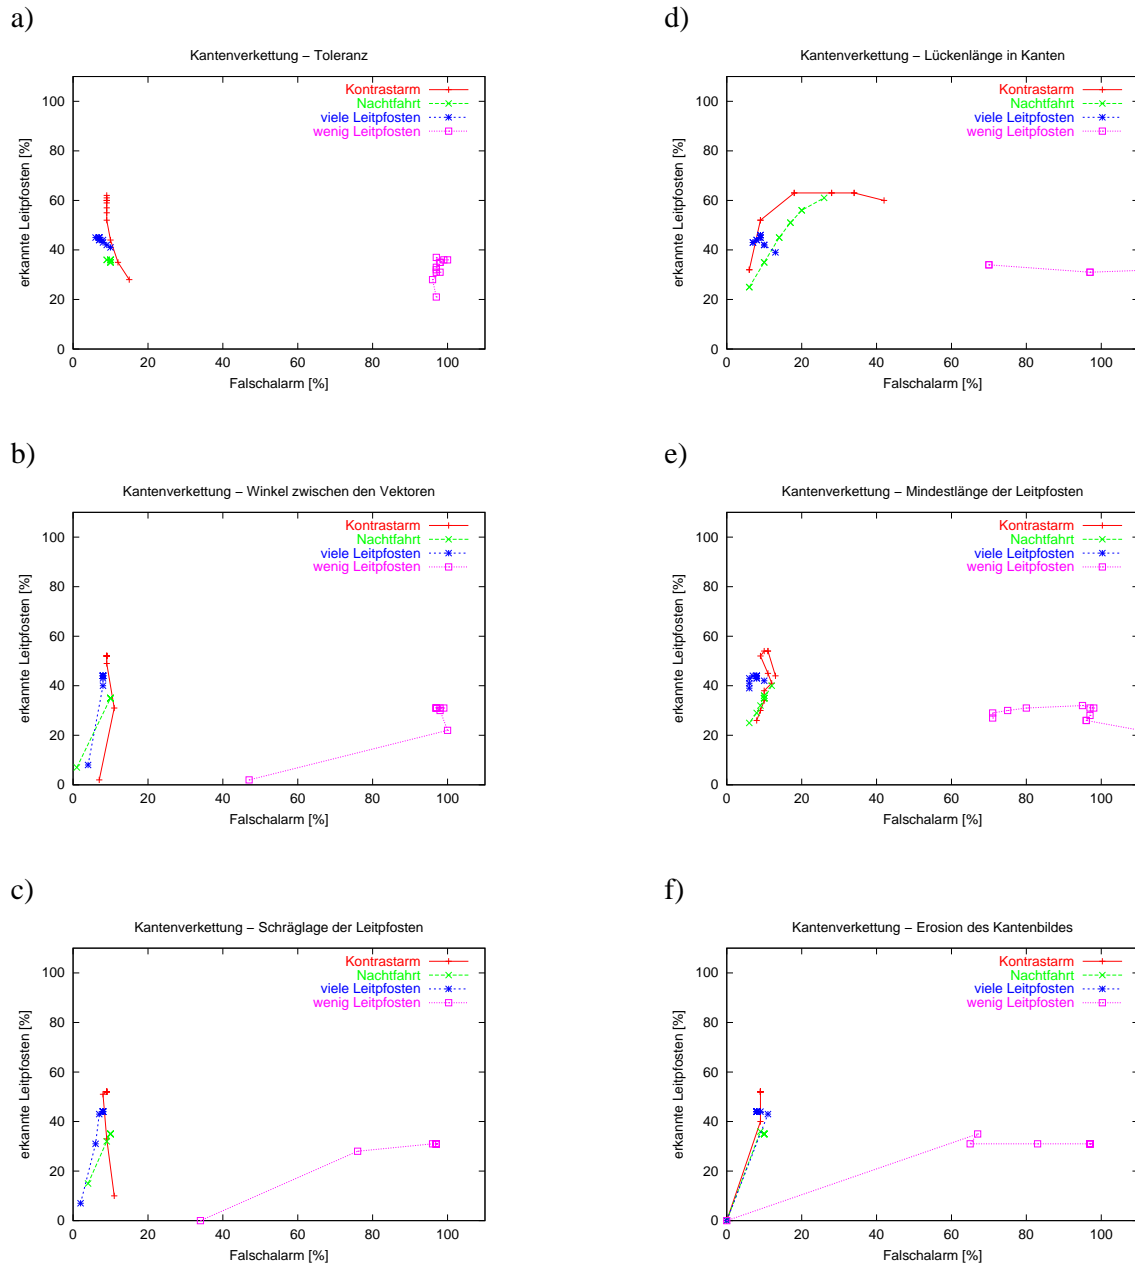 a)
Kantenverkettung – Toleranz
erkannte Leitpfosten [%]
100
80
60
40
20
0
0 20 40 60 80 100
Falschalarm [%]
Kontrastarm
Nachtfahrt
viele Leitpfosten
wenig Leitpfosten
d)
Kantenverkettung – Lückenlänge in Kanten
erkannte Leitpfosten [%]
100
80
60
40
20
0
0 20 40 60 80 100
Falschalarm [%]
Kontrastarm
Nachtfahrt
viele Leitpfosten
wenig Leitpfosten
b)
Kantenverkettung – Winkel zwischen den Vektoren
erkannte Leitpfosten [%]
100
80
60
40
20
0
0 20 40 60 80 100
Falschalarm [%]
Kontrastarm
Nachtfahrt
viele Leitpfosten
wenig Leitpfosten
e)
Kantenverkettung – Mindestlänge der Leitpfosten
erkannte Leitpfosten [%]
100
80
60
40
20
0
0 20 40 60 80 100
Falschalarm [%]
Kontrastarm
Nachtfahrt
viele Leitpfosten
wenig Leitpfosten
c)
Kantenverkettung – Schräglage der Leitpfosten
erkannte Leitpfosten [%]
100
80
60
40
20
0
0 20 40 60 80 100
Falschalarm [%]
Kontrastarm
Nachtfahrt
viele Leitpfosten
wenig Leitpfosten
f)
Kantenverkettung – Erosion des Kantenbildes
erkannte Leitpfosten [%]
100
80
60
40
20
0
0 20 40 60 80 100
Falschalarm [%]
Kontrastarm
Nachtfahrt
viele Leitpfosten
wenig Leitpfosten